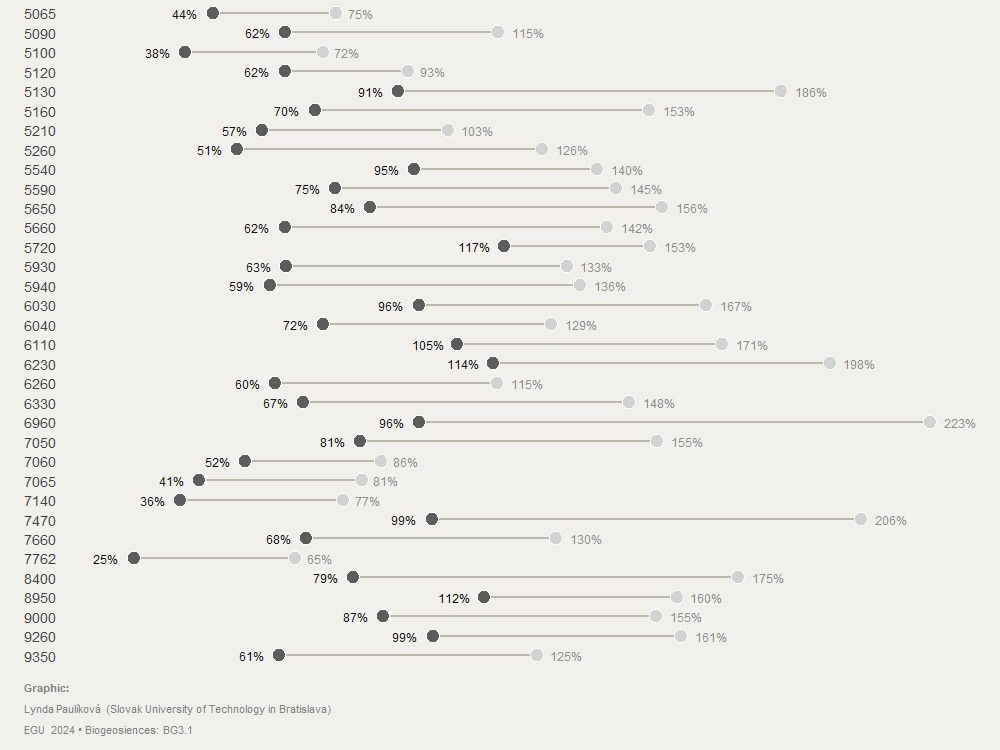 5065 44% 75%
5090 62% 115%
5100 38% 72%
5120 62% 93%
5130 91% 186%
5160 70% 153%
5210 57% 103%
5260 51% 126%
5540 95% 140%
5590 75% 145%
5650 84% 156%
5660 62% 142%
5720 117% 153%
5930 63% 133%
5940 59% 136%
6030 96% 167%
6040 72% 129%
6110 105% 171%
6230 114% 198%
6260 60% 115%
6330 67% 148%
6960 96% 223%
7050 81% 155%
7060 52% 86%
7065 41% 81%
7140 36% 77%
7470 99% 206%
7660 68% 130%
7762 25% 65%
8400 79% 175%
8950 112% 160%
9000 87% 155%
9260 99% 161%
9350 61% 125%
Graphic:
Lynda Paulíková (Slovak University of Technology in Bratislava)
EGU 2024 • Biogeosciences: BG3.1